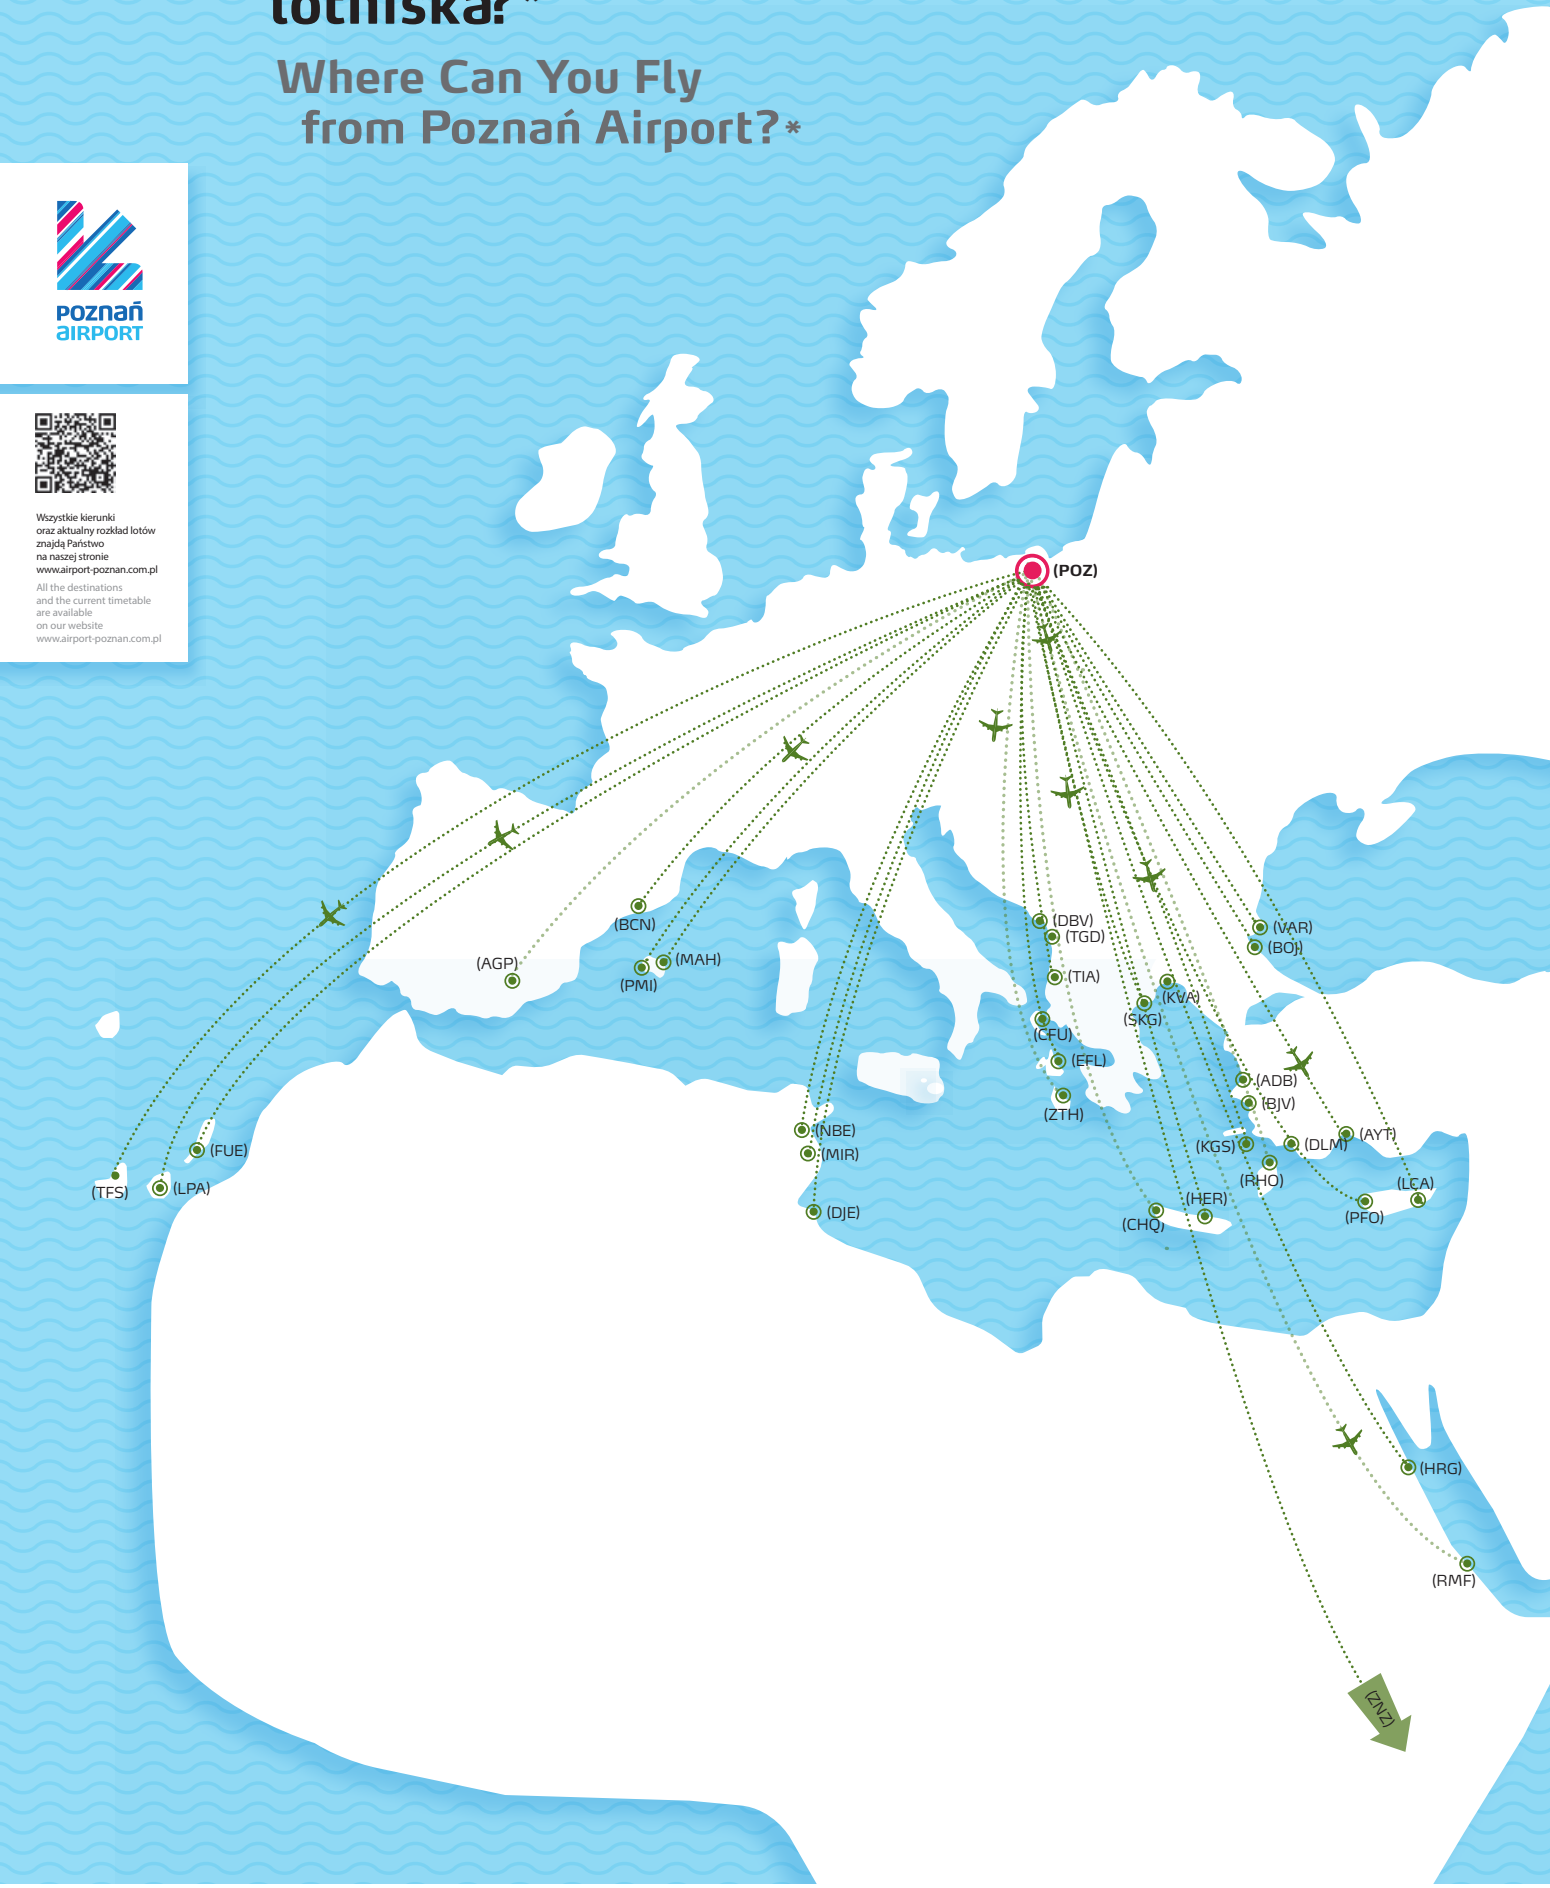 lotniska?*
Where Can You Fly
from Poznań Airport?*
POZnań
aIRPORT
Wszystkie kierunki
oraz aktualny rozkład lotów
znajdą Państwo
na naszej stronie
www.airport-poznan.com.pl
All the destinations
and the current timetable
are available
on our website
www.airport-poznan.com.pl
(POZ)
(BCN)
(DBV)
(VAR)
(TGD)
(BOJ)
(AGP)
(MAH)
(PMI)
(TIA)
(KVA)
(SKG)
(CFU)
(EFL)
(ADB)
(BJV)
(ZTH)
(NBE)
(AYT)
(KGS)
(DLM)
(FUE)
(MIR)
(RHO)
(LCA)
(TFS)
(LPA)
(HER)
(DJE)
(PFO)
(CHQ)
(HRG)
(RMF)
(ZNZ)